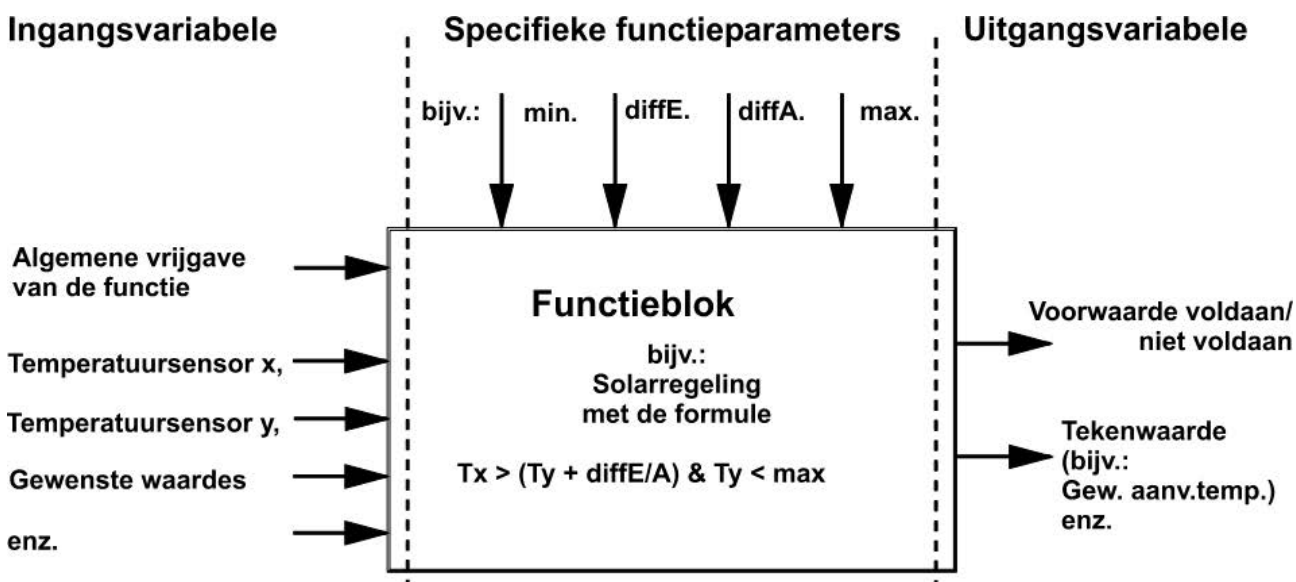 Ingangsvariabele
Specifieke functieparameters
Uitgangsvariabele
bijv.: min. diffE. diffA. max.
Algemene vrijgave
van de functie
Temperatuursensor x,
Temperatuursensor y,
Gewenste waardes
enz.
Functieblok
bijv.:
Solarregeling
met de formule
Tx > (Ty + diffE/A) & Ty < max
Voorwaarde voldaan/
niet voldaan
Tekenwaarde
(bijv.:
Gew. aanv.temp.)
enz.